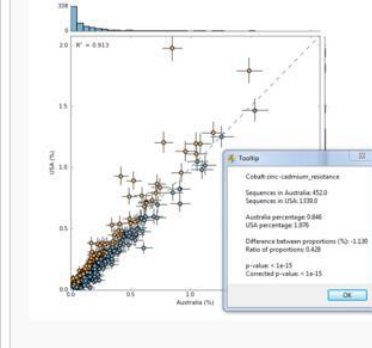 338
0
2.0
R² = 0.913
1.5
1.0
0.5
0.0
USA (%)
0.0
0.5
1.0
Australia (%)
Tooltip
Cobalt-zinc-cadmium_resistance
Sequences in Australia: 452.0
Sequences in USA: 1339.0
Australia percentage: 0.846
USA percentage: 1.976
Difference between proportions (%): -1.130
Ratio of proportions: 0.428
p-value: < 1e-15
Corrected p-value: < 1e-15
OK